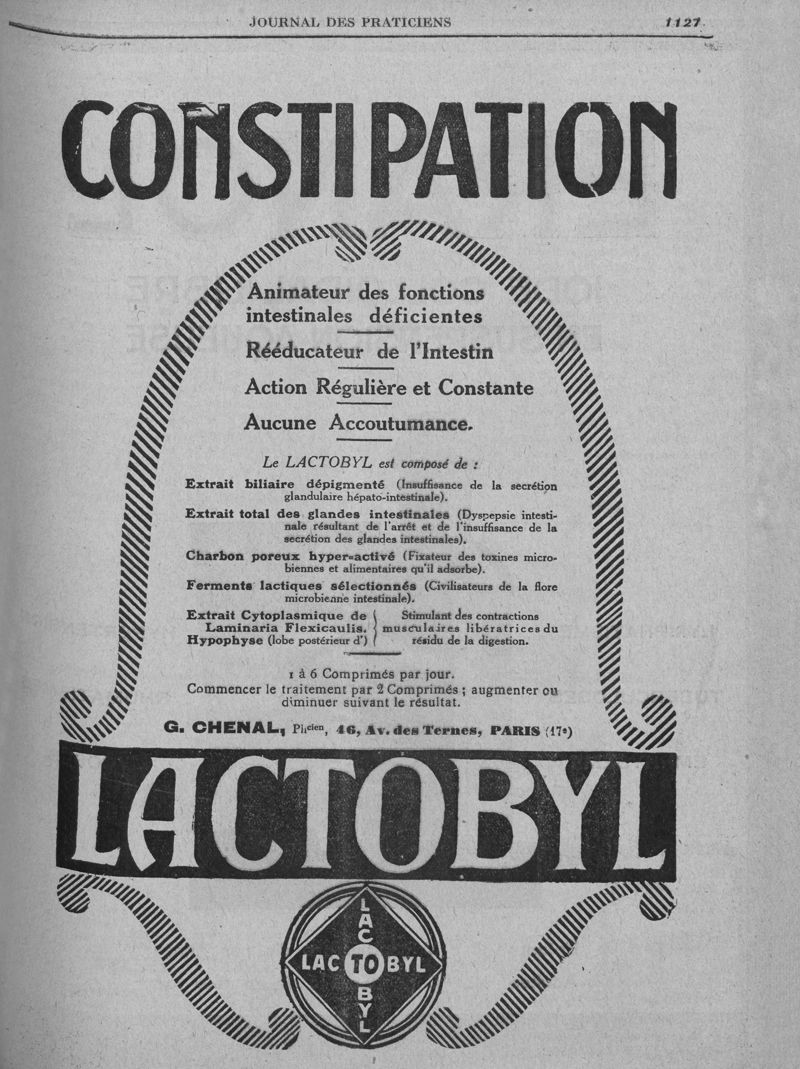 JOURNAL DES PRATICIENS 1127
CONSTIPATION
Animateur des fonctions
intestinales déficientes
Rééducateur de l'Intestin
Action Régulière et Constante
Aucune Accoutumance.
Le LACTOBYL est composé de :
Extrait biliaire dépigmenté (Insuffisance de la secrétion
glandulaire hépato-intestinale).
Extrait total des glandes intestinales (Dyspepsie intesti-
nale résultant de l'arrêt et de l'insuffisance de la
secrétion des glandes intestinales).
Charbon poreux hyper=activé (Fixateur des toxines micro-
biennes et alimentaires qu'il adsorbe).
Ferments lactiques sélectionnés (Civilisateurs de la flore
microbienne intestinale).
Extrait Cytoplasmique de { Stimulant des contractions
Laminaria Flexicaulis. { musculaires libératrices du
Hypophyse (lobe postérieur d') { résidu de la digestion.
1 à 6 Comprimés par jour.
Commencer le traitement par 2 Comprimés ; augmenter ou
diminuer suivant le résultat.
G. CHENAL, Phcien, 46, Av. des Ternes, PARIS (17e)
LACTOBYL
LAC
LAC TO BYL
BYL